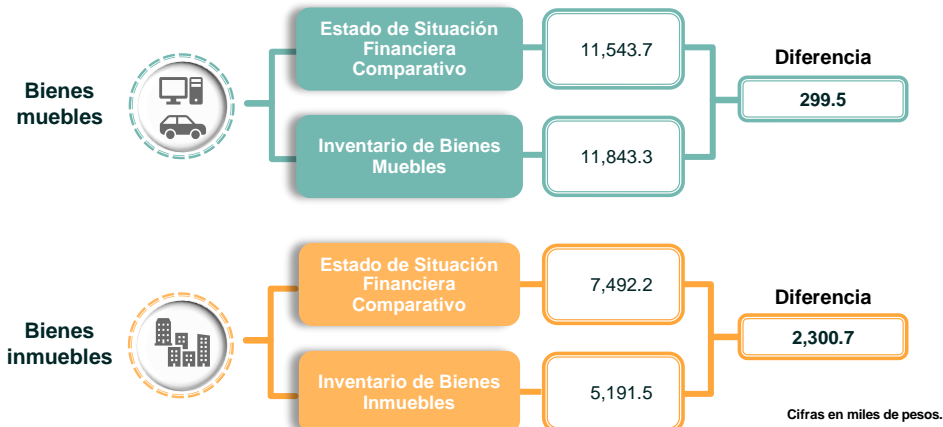 Bienes
muebles
Estado de Situación
Financiera
Comparativo
11,543.7
Inventario de Bienes
Muebles
11,843.3
Diferencia
299.5
Bienes
inmuebles
Estado de Situación
Financiera
Comparativo
7,492.2
Inventario de Bienes
Inmuebles
5,191.5
Diferencia
2,300.7
Cifras en miles de pesos.